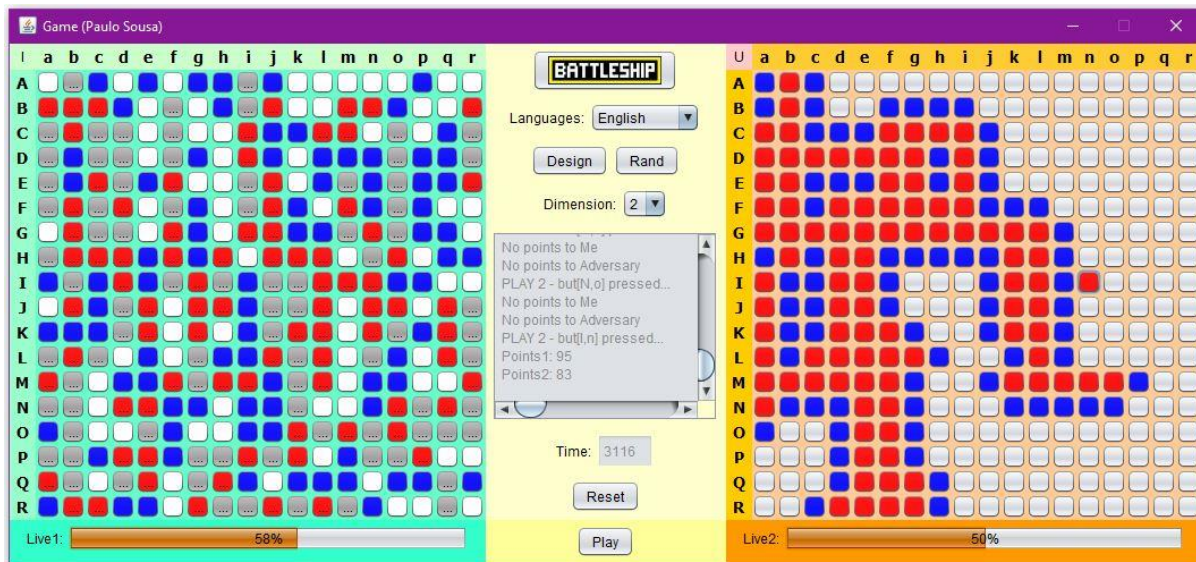 Game (Paulo Sousa)
I a b c d e f g h i j k l m n o p q r
A
B
C
D
E
F
G
H
I
J
K
L
M
N
O
P
Q
R
Live1: 58%
BATTLESHIP
Languages: English
Design Rand
Dimension: 2
No points to Me
No points to Adversary
PLAY 2 - but[N,o] pressed...
No points to Me
No points to Adversary
PLAY 2 - but[I,n] pressed...
Points1: 95
Points2: 83
Time: 3116
Reset
Play
U a b c d e f g h i j k l m n o p q r
A
B
C
D
E
F
G
H
I
J
K
L
M
N
O
P
Q
R
Live2: 50%